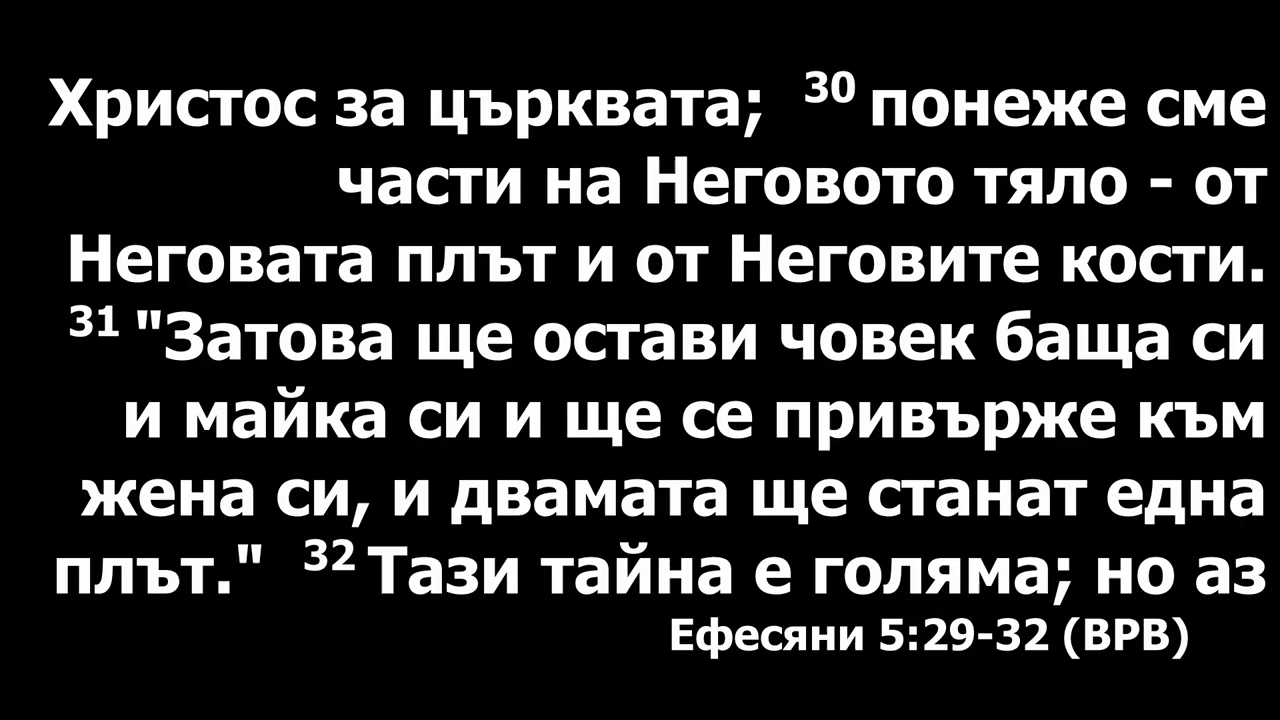 Христос за църквата; 30 понеже сме
части на Неговото тяло - от
Неговата плът и от Неговите кости.
31 "Затова ще остави човек баща си
и майка си и ще се привърже към
жена си, и двамата ще станат една
плът." 32 Тази тайна е голяма; но аз
Ефесяни 5:29-32 (ВРВ)